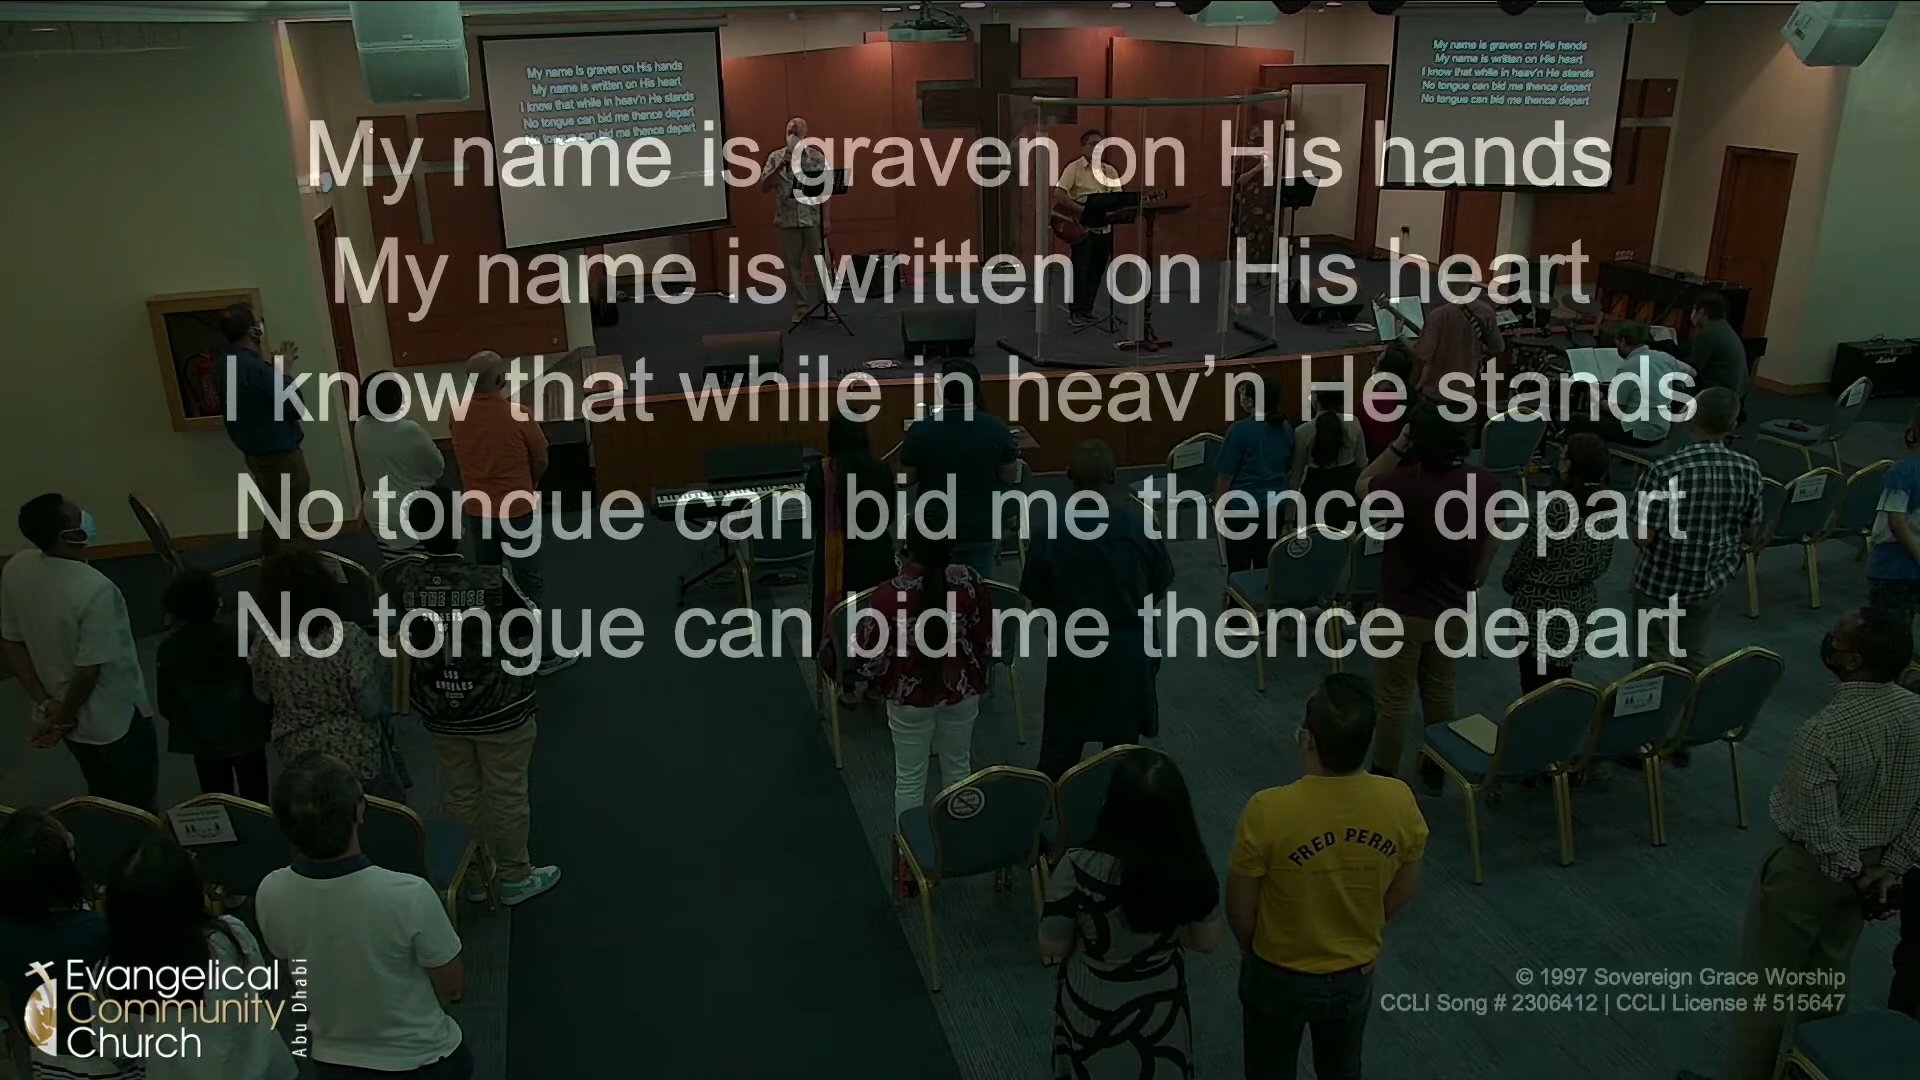 My name is graven on His hands
My name is written on His heart
I know that while in heav'n He stands
No tongue can bid me thence depart
No tongue can bid me thence depart
My name is graven on His hands
My name is written on His heart
I know that while in heav'n He stands
No tongue can bid me thence depart
No tongue can bid me thence depart
My name is graven on His hands
My name is written on His heart
I know that while in heav’n He stands
No tongue can bid me thence depart
No tongue can bid me thence depart
THE RISE
STREETS
LOS
ANGELES
FRED PERRY
Evangelical
Community
Church
Abu Dhabi
© 1997 Sovereign Grace Worship
CCLI Song # 2306412 | CCLI License # 515647